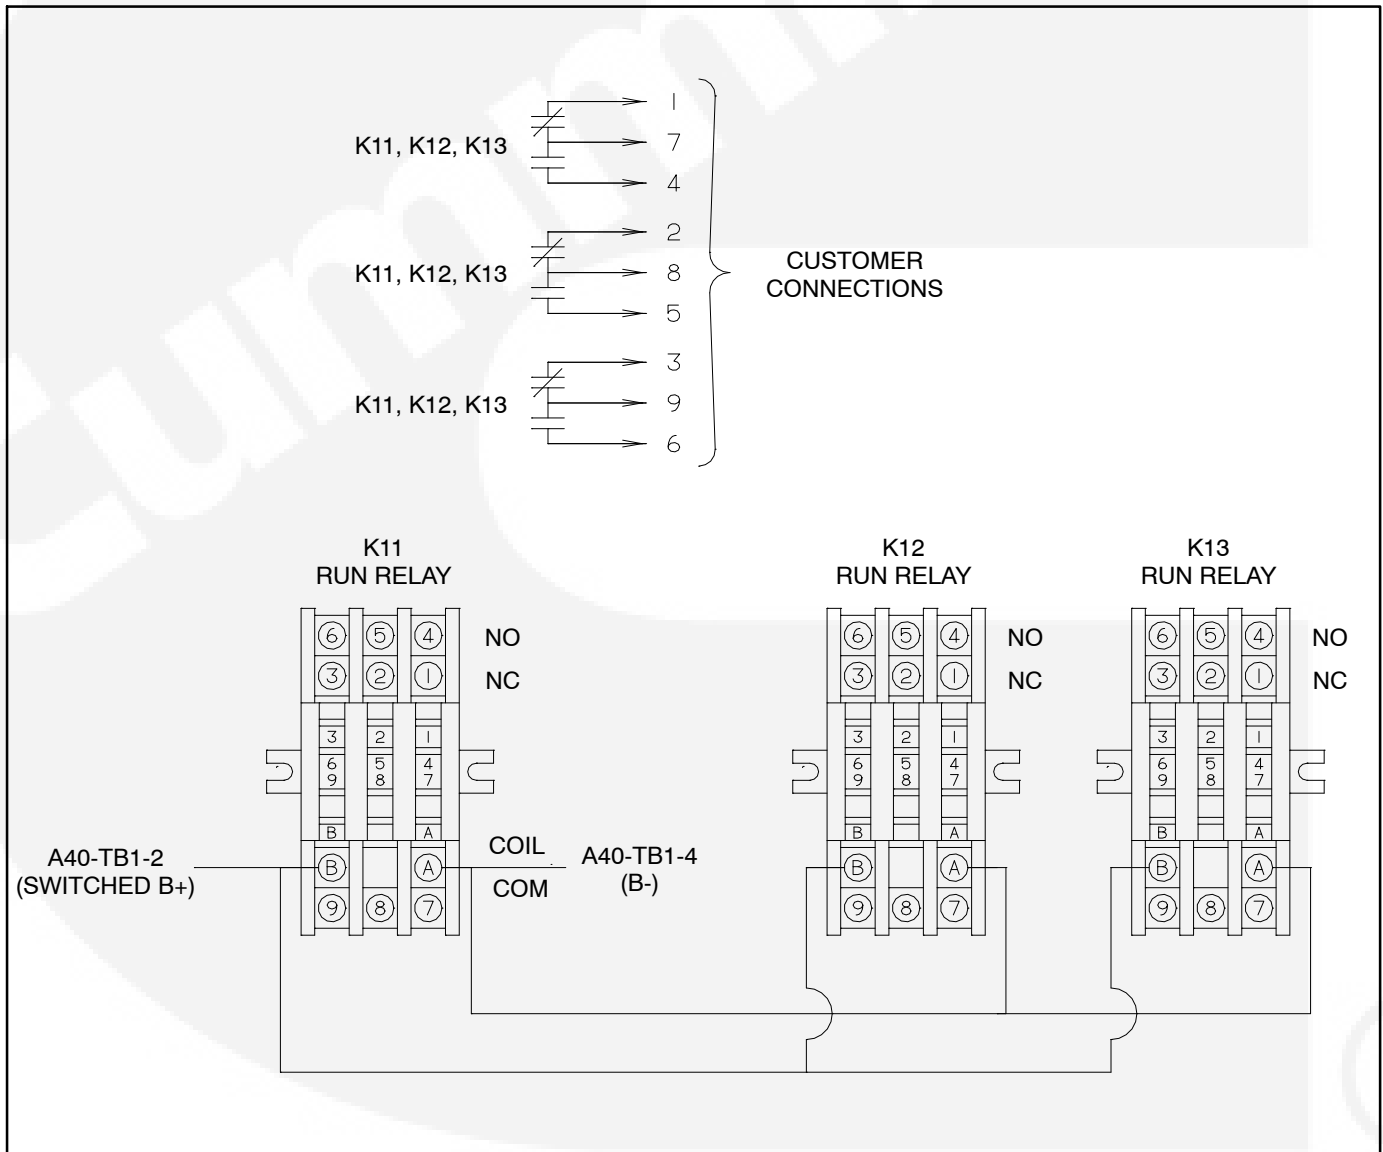 1
K11, K12, K13
7
4
2
K11, K12, K13
8
5
CUSTOMER
CONNECTIONS
3
K11, K12, K13
9
6
K11
RUN RELAY
K12
RUN RELAY
K13
RUN RELAY
6 5 4 NO
3 2 1 NC
3 2 1
6 5 4
9 8 7
B A
A40-TB1-2
(SWITCHED B+)
B A COIL
9 8 7 COM
A40-TB1-4
(B-)
6 5 4 NO
3 2 1 NC
3 2 1
6 5 4
9 8 7
B A
B A
9 8 7
6 5 4 NO
3 2 1 NC
3 2 1
6 5 4
9 8 7
B A
B A
9 8 7